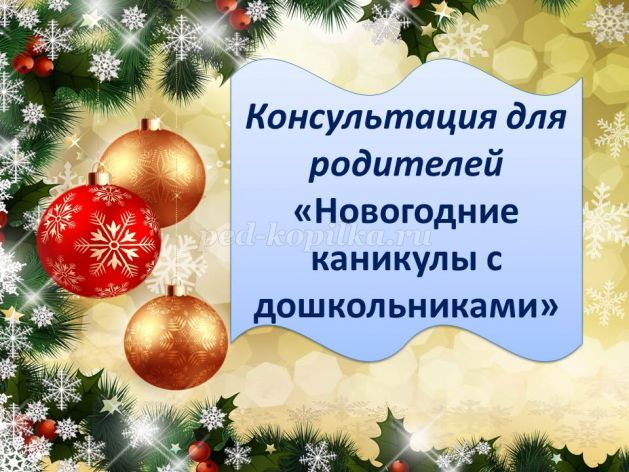 Консультация для
родителей
«Новогодние
ped-kopilka.ru
каникулы с
дошкольниками»